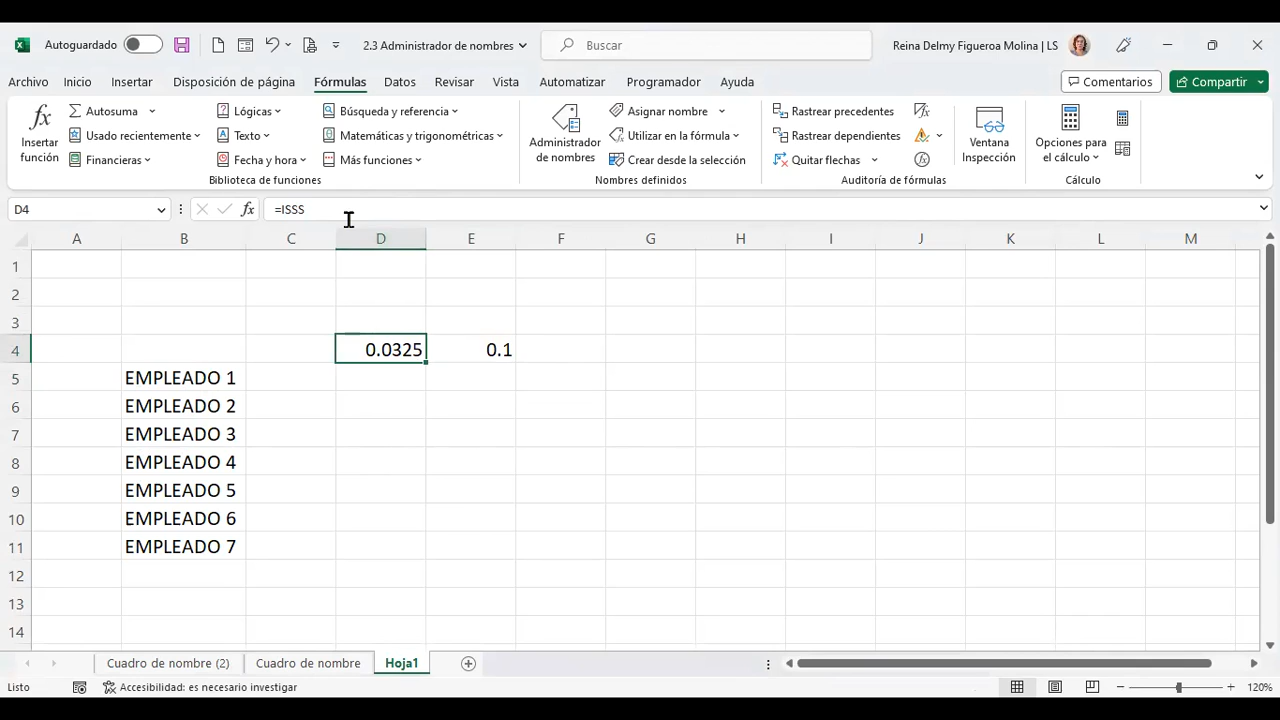 Autoguardado
2.3 Administrador de nombres
Buscar
Reina Delmy Figueroa Molina | LS
Archivo Inicio Insertar Disposición de página Fórmulas Datos Revisar Vista Automatizar Programador Ayuda Comentarios Compartir
fx Insertar función
Autosuma
Usado recientemente
Financieras
Lógicas
Texto
Fecha y hora
Búsqueda y referencia
Matemáticas y trigonométricas
Más funciones
Biblioteca de funciones
Administrador de nombres
Asignar nombre
Utilizar en la fórmula
Crear desde la selección
Nombres definidos
Rastrear precedentes
Rastrear dependientes
Quitar flechas
Auditoría de fórmulas
Ventana Inspección
Opciones para el cálculo
Cálculo
D4 fx =ISSS
A B C D E F G H I J K L M
1
2
3
4 0.0325 0.1
5 EMPLEADO 1
6 EMPLEADO 2
7 EMPLEADO 3
8 EMPLEADO 4
9 EMPLEADO 5
10 EMPLEADO 6
11 EMPLEADO 7
12
13
14
Cuadro de nombre (2) Cuadro de nombre Hoja1
Listo Accesibilidad: es necesario investigar 120%